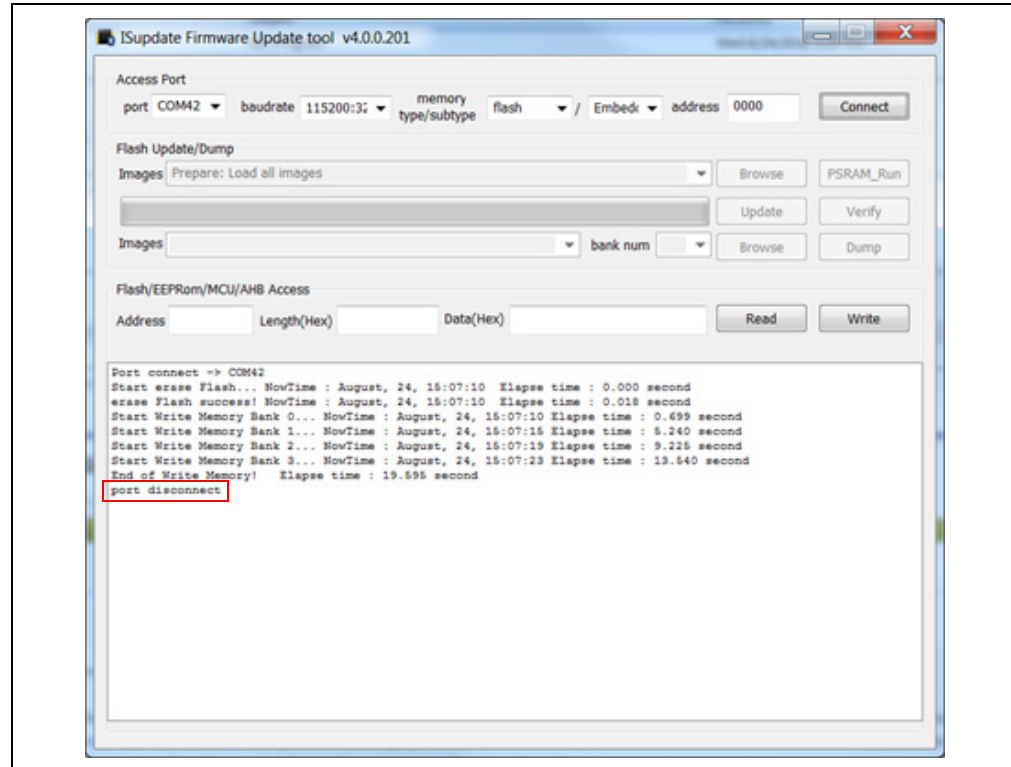 ISupdate Firmware Update tool v4.0.0.201
Access Port
port COM42 baudrate 115200:32 memory type/subtype flash / Embed address 0000 Connect
Flash Update/Dump
Images Prepare: Load all images Browse PSRAM_Run
Update Verify
Images bank num Browse Dump
Flash/EEPRom/MCU/AHB Access
Address Length(Hex) Data(Hex) Read Write
Port connect -> COM42
Start erase Flash... NowTime : August, 24, 15:07:10 Elapse time : 0.000 second
erase Flash success! NowTime : August, 24, 15:07:10 Elapse time : 0.018 second
Start Write Memory Bank 0... NowTime : August, 24, 15:07:10 Elapse time : 0.699 second
Start Write Memory Bank 1... NowTime : August, 24, 15:07:15 Elapse time : 5.240 second
Start Write Memory Bank 2... NowTime : August, 24, 15:07:19 Elapse time : 9.225 second
Start Write Memory Bank 3... NowTime : August, 24, 15:07:23 Elapse time : 13.540 second
End of Write Memory! Elapse time : 19.595 second
port disconnect